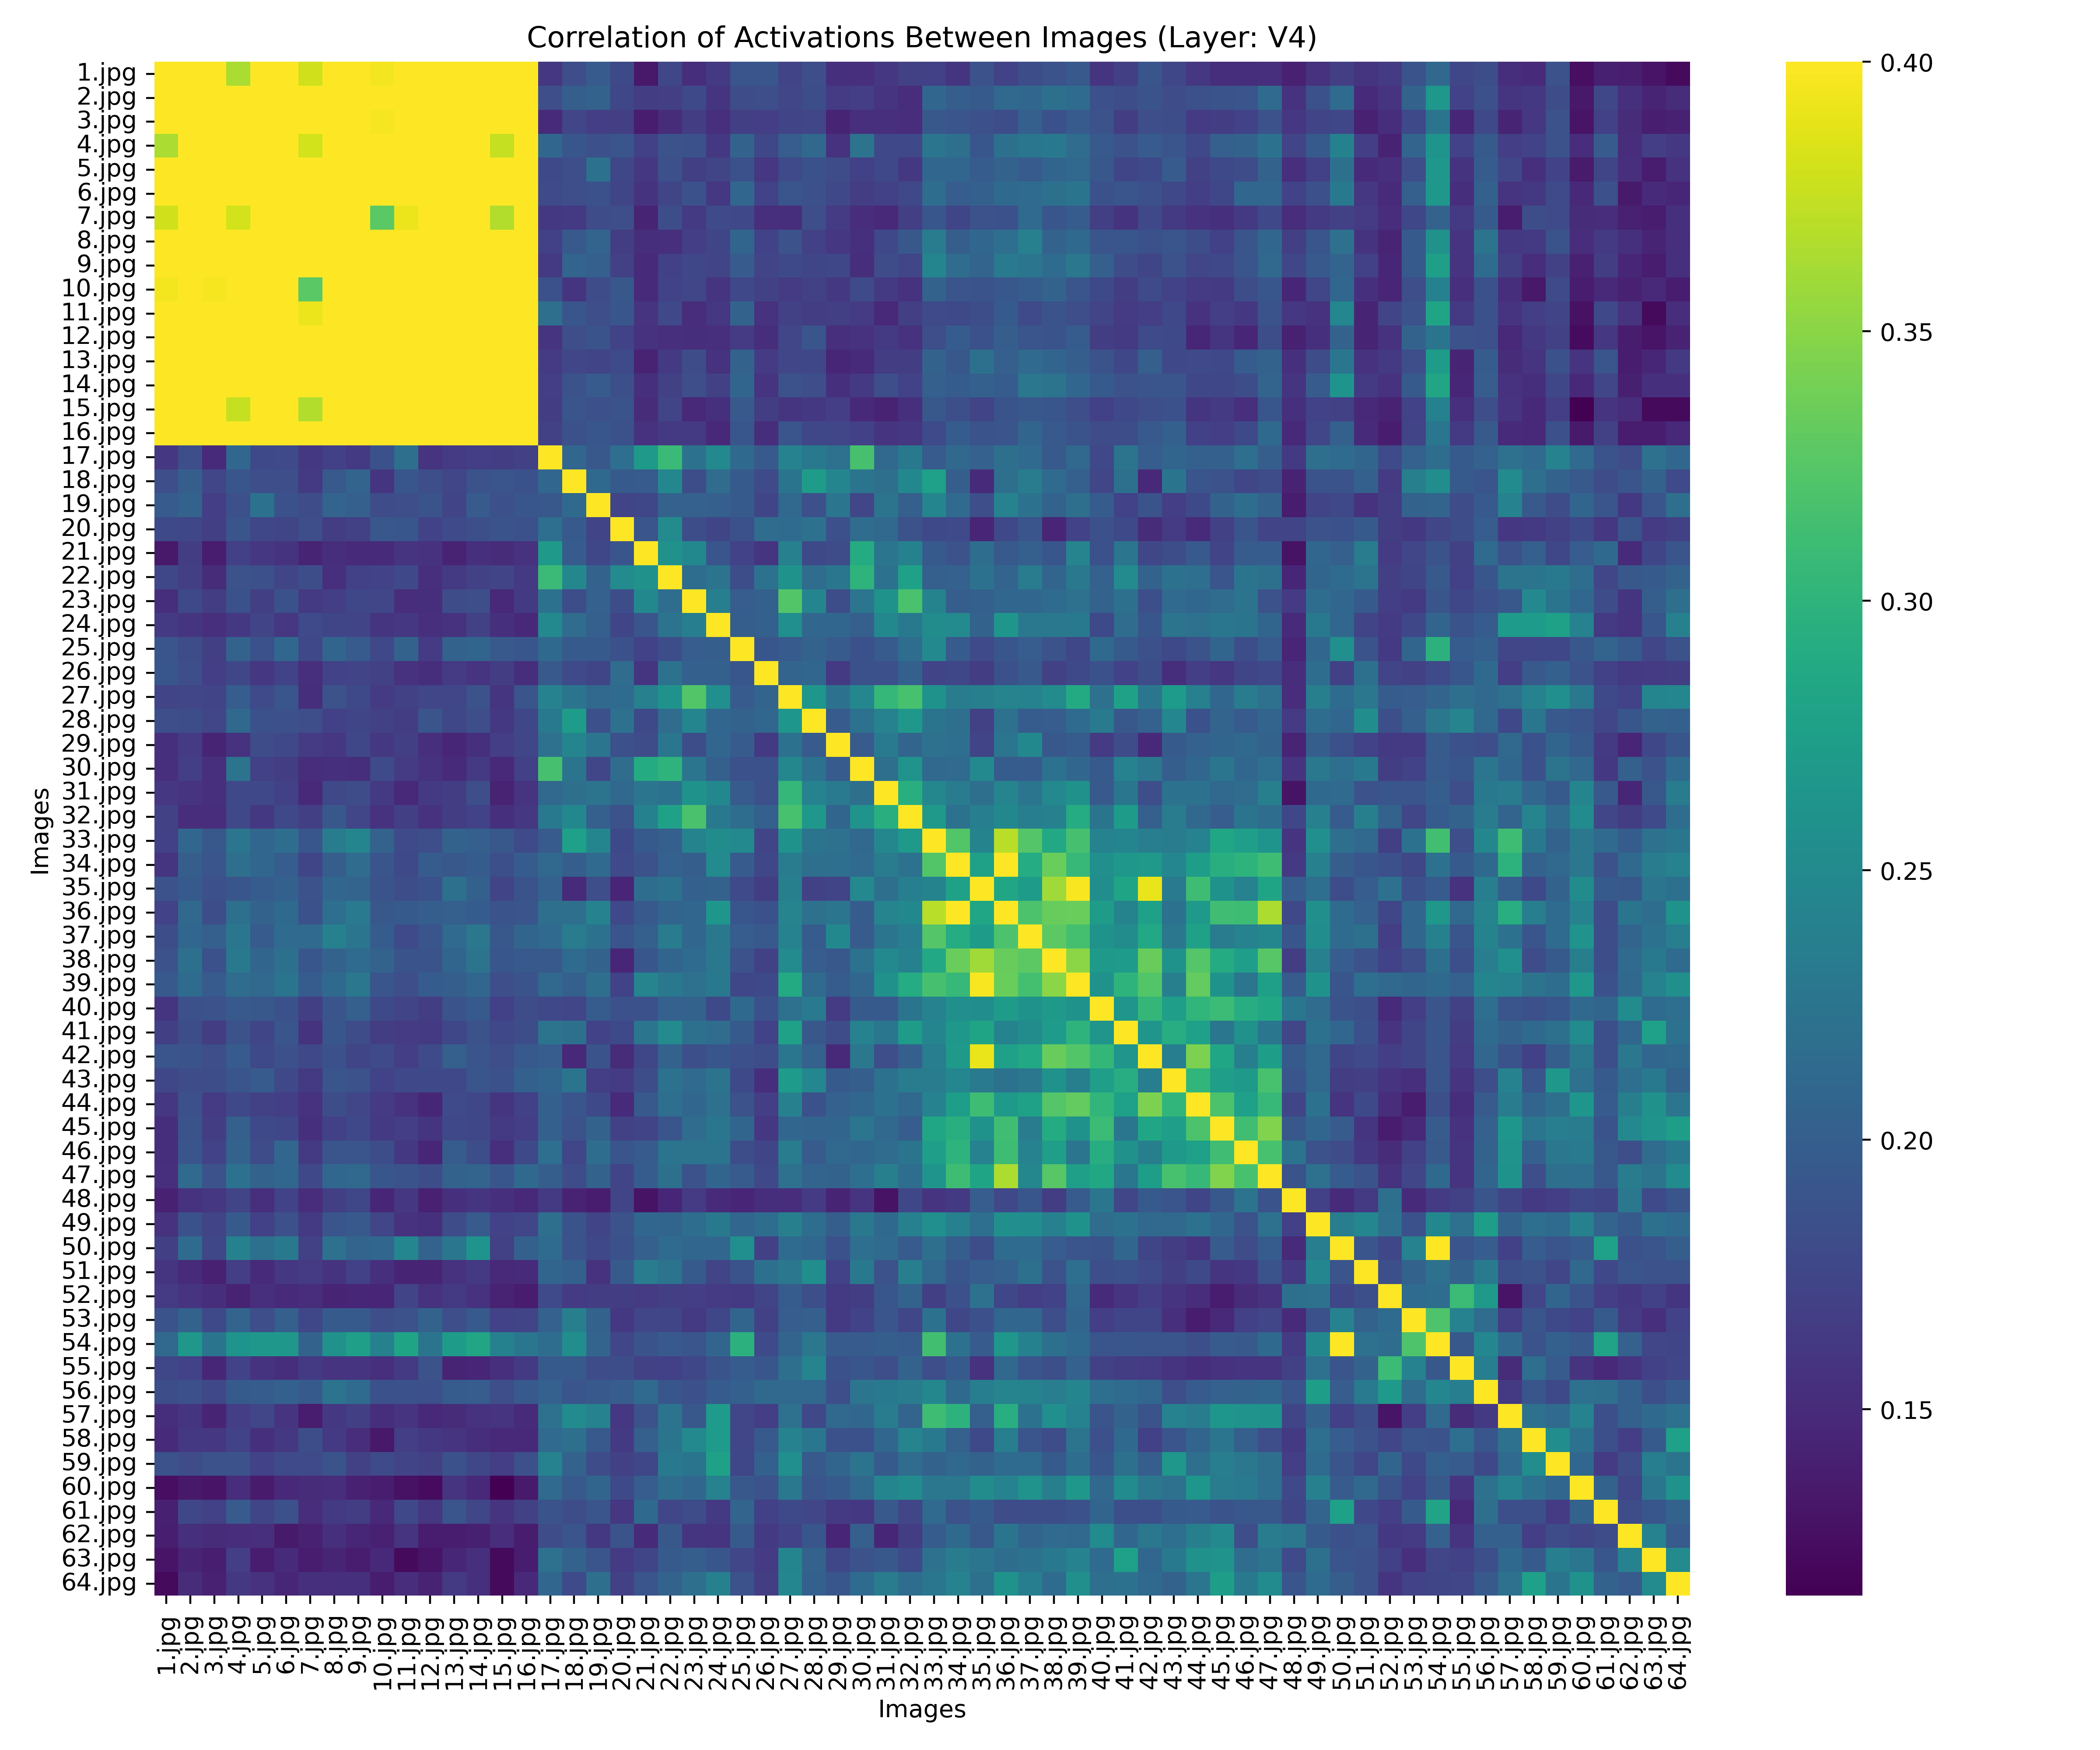 Correlation of Activations Between Images (Layer: V4)
1.jpg
2.jpg
3.jpg
4.jpg
5.jpg
6.jpg
7.jpg
8.jpg
9.jpg
10.jpg
11.jpg
12.jpg
13.jpg
14.jpg
15.jpg
16.jpg
17.jpg
18.jpg
19.jpg
20.jpg
21.jpg
22.jpg
23.jpg
24.jpg
25.jpg
26.jpg
27.jpg
28.jpg
29.jpg
30.jpg
31.jpg
32.jpg
33.jpg
34.jpg
35.jpg
36.jpg
37.jpg
38.jpg
39.jpg
40.jpg
41.jpg
42.jpg
43.jpg
44.jpg
45.jpg
46.jpg
47.jpg
48.jpg
49.jpg
50.jpg
51.jpg
52.jpg
53.jpg
54.jpg
55.jpg
56.jpg
57.jpg
58.jpg
59.jpg
60.jpg
61.jpg
62.jpg
63.jpg
64.jpg
Images
1.jpg
2.jpg
3.jpg
4.jpg
5.jpg
6.jpg
7.jpg
8.jpg
9.jpg
10.jpg
11.jpg
12.jpg
13.jpg
14.jpg
15.jpg
16.jpg
17.jpg
18.jpg
19.jpg
20.jpg
21.jpg
22.jpg
23.jpg
24.jpg
25.jpg
26.jpg
27.jpg
28.jpg
29.jpg
30.jpg
31.jpg
32.jpg
33.jpg
34.jpg
35.jpg
36.jpg
37.jpg
38.jpg
39.jpg
40.jpg
41.jpg
42.jpg
43.jpg
44.jpg
45.jpg
46.jpg
47.jpg
48.jpg
49.jpg
50.jpg
51.jpg
52.jpg
53.jpg
54.jpg
55.jpg
56.jpg
57.jpg
58.jpg
59.jpg
60.jpg
61.jpg
62.jpg
63.jpg
64.jpg
Images
0.40
0.35
0.30
0.25
0.20
0.15